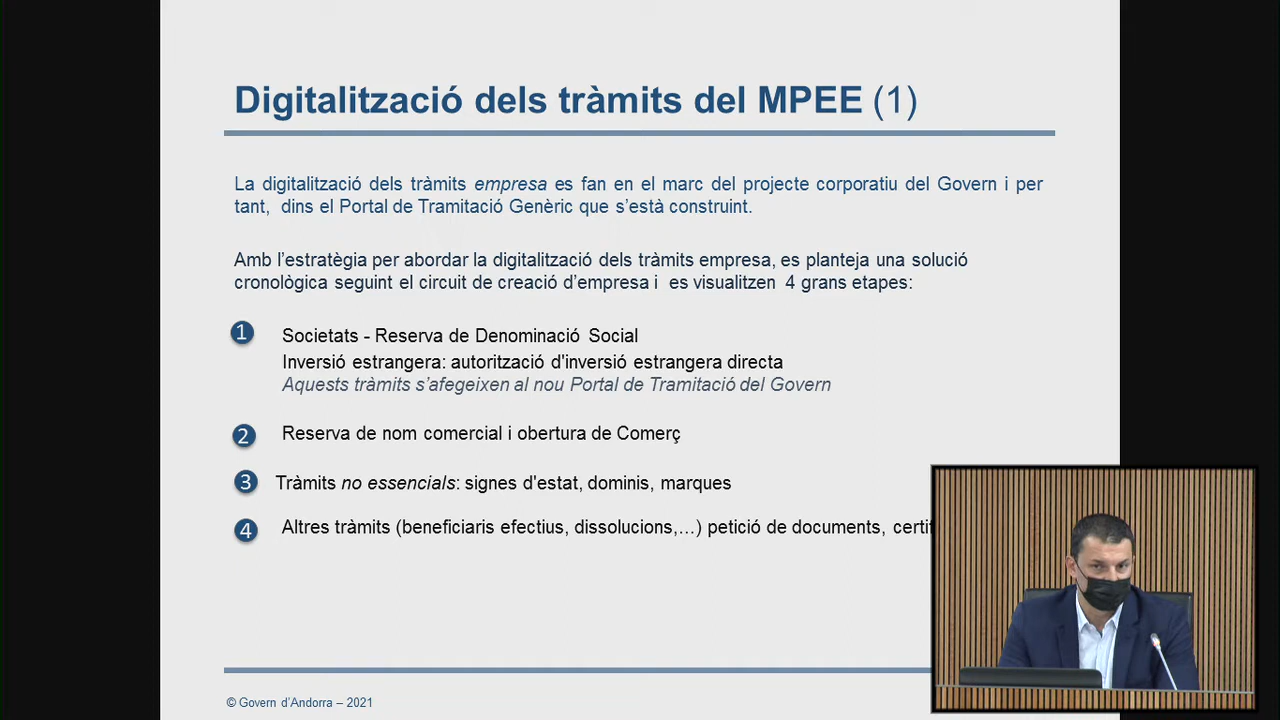 Digitalització dels tràmits del MPEE (1)
La digitalització dels tràmits empresa es fan en el marc del projecte corporatiu del Govern i per
tant, dins el Portal de Tramitació Genèric que s’està construint.
Amb l’estratègia per abordar la digitalització dels tràmits empresa, es planteja una solució
cronològica seguint el circuit de creació d’empresa i es visualitzen 4 grans etapes:
1 Societats - Reserva de Denominació Social
Inversió estrangera: autorització d'inversió estrangera directa
Aquests tràmits s’afegeixen al nou Portal de Tramitació del Govern
2 Reserva de nom comercial i obertura de Comerç
3 Tràmits no essencials: signes d'estat, dominis, marques
4 Altres tràmits (beneficiaris efectius, dissolucions,…) petició de documents,
© Govern d’Andorra – 2021